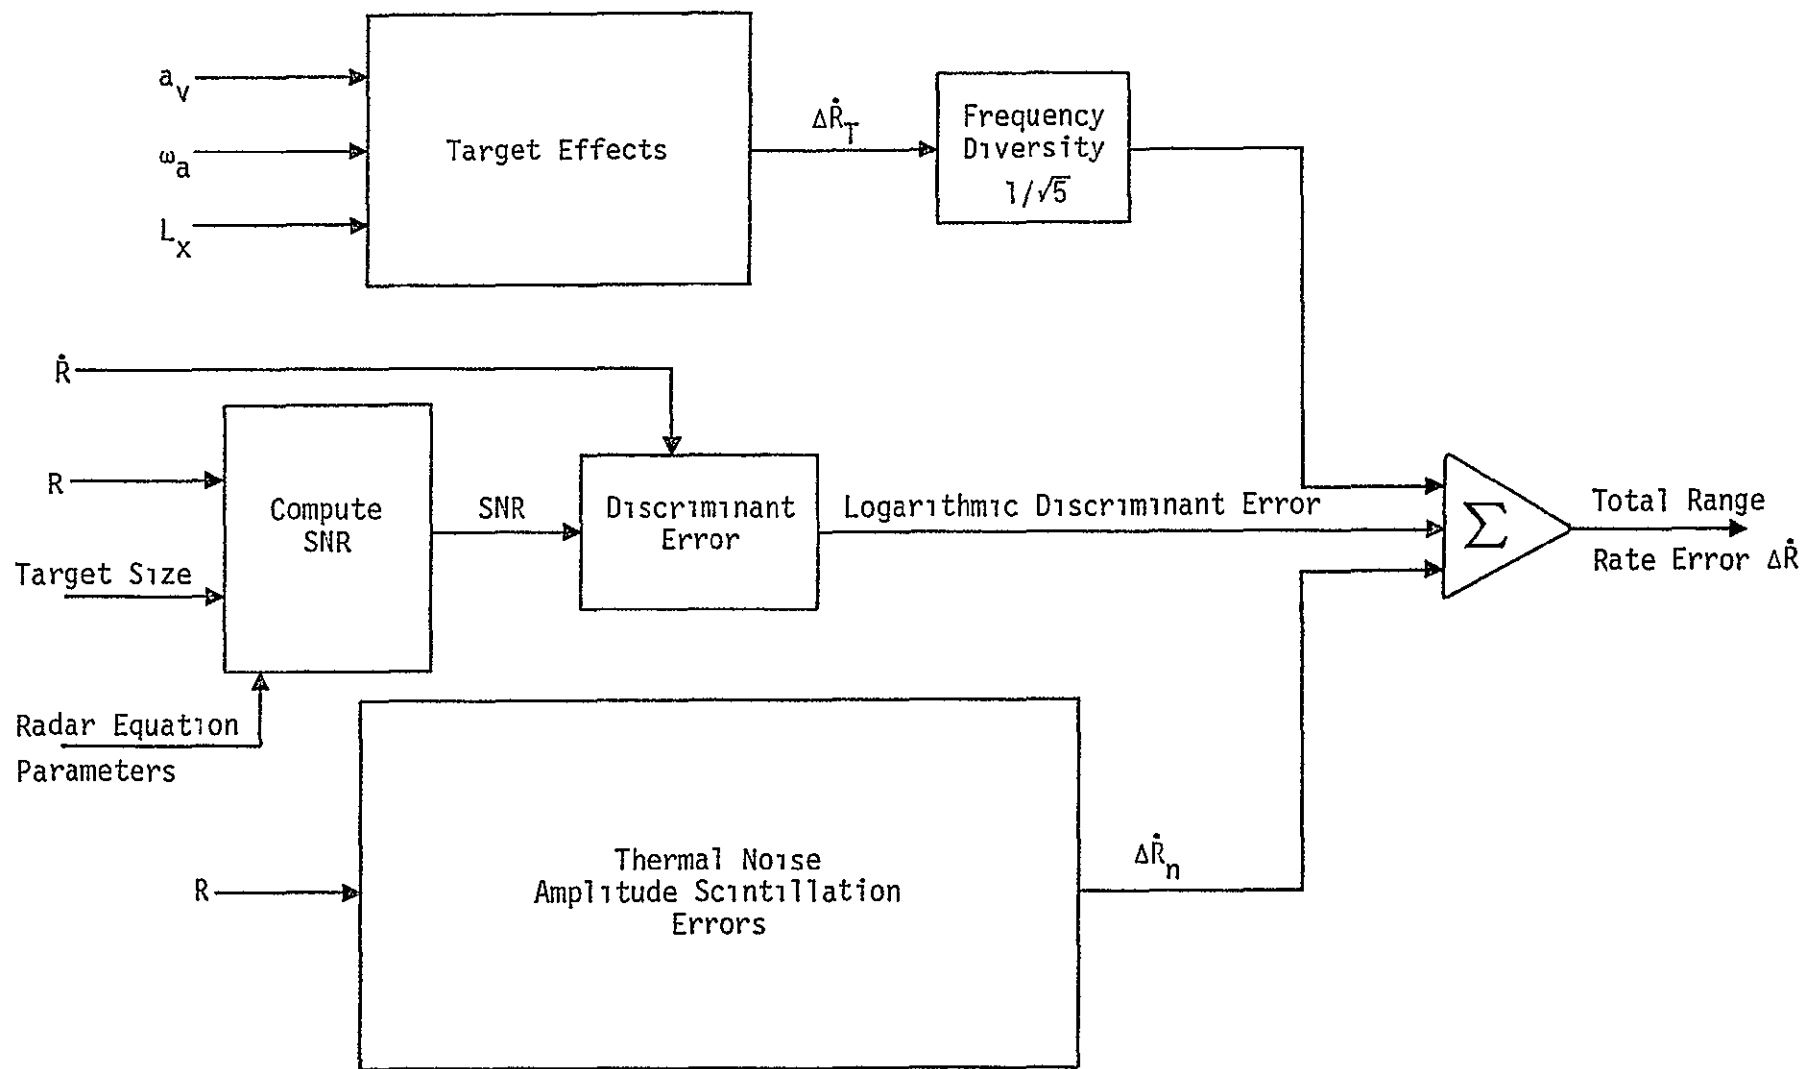 a_v
ω_a
L_x
Target Effects
ΔṘ_T
Frequency
Diversity
1/√5
Ṙ
R
Target Size
Radar Equation
Parameters
Compute
SNR
SNR
Discriminant
Error
Logarithmic Discriminant Error
Σ
Total Range
Rate Error ΔṘ
R
Thermal Noise
Amplitude Scintillation
Errors
ΔṘ_n